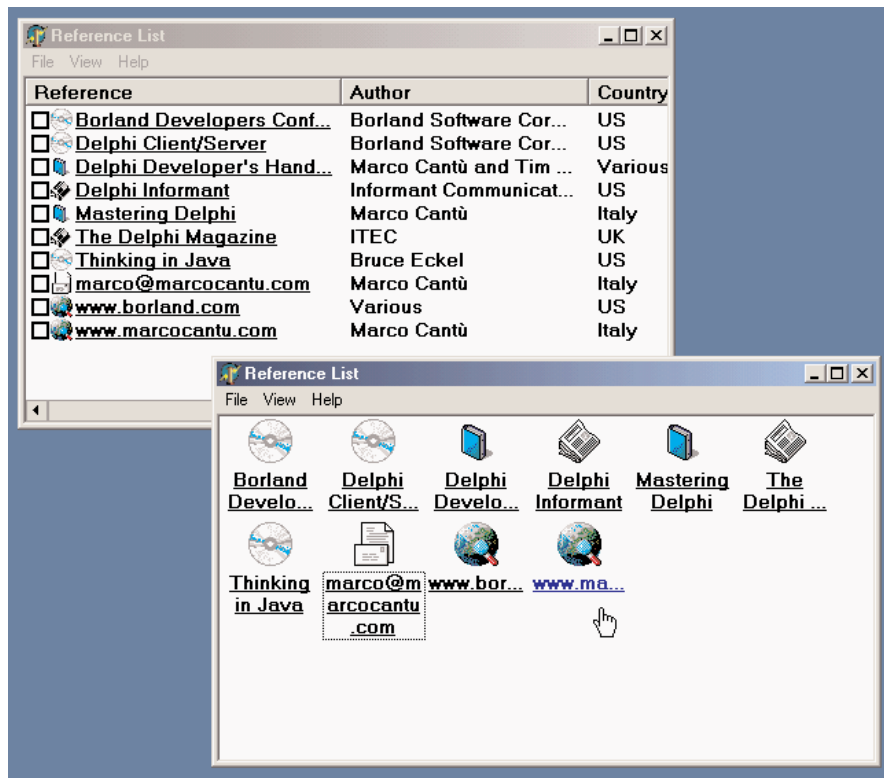 Reference List
File View Help
Reference Author Country
Borland Developers Conf... Borland Software Cor... US
Delphi Client/Server Borland Software Cor... US
Delphi Developer's Hand... Marco Cantù and Tim ... Various
Delphi Informant Informant Communicat... US
Mastering Delphi Marco Cantù Italy
The Delphi Magazine ITEC UK
Thinking in Java Bruce Eckel US
marco@marcocantu.com Marco Cantù Italy
www.borland.com Various US
www.marcocantu.com Marco Cantù Italy
Reference List
File View Help
Borland Delphi Delphi Delphi Mastering The
Develo... Client/S... Develo... Informant Delphi Delphi ...
Thinking marco@m www.bor... www.ma...
in Java arcocantu
.com